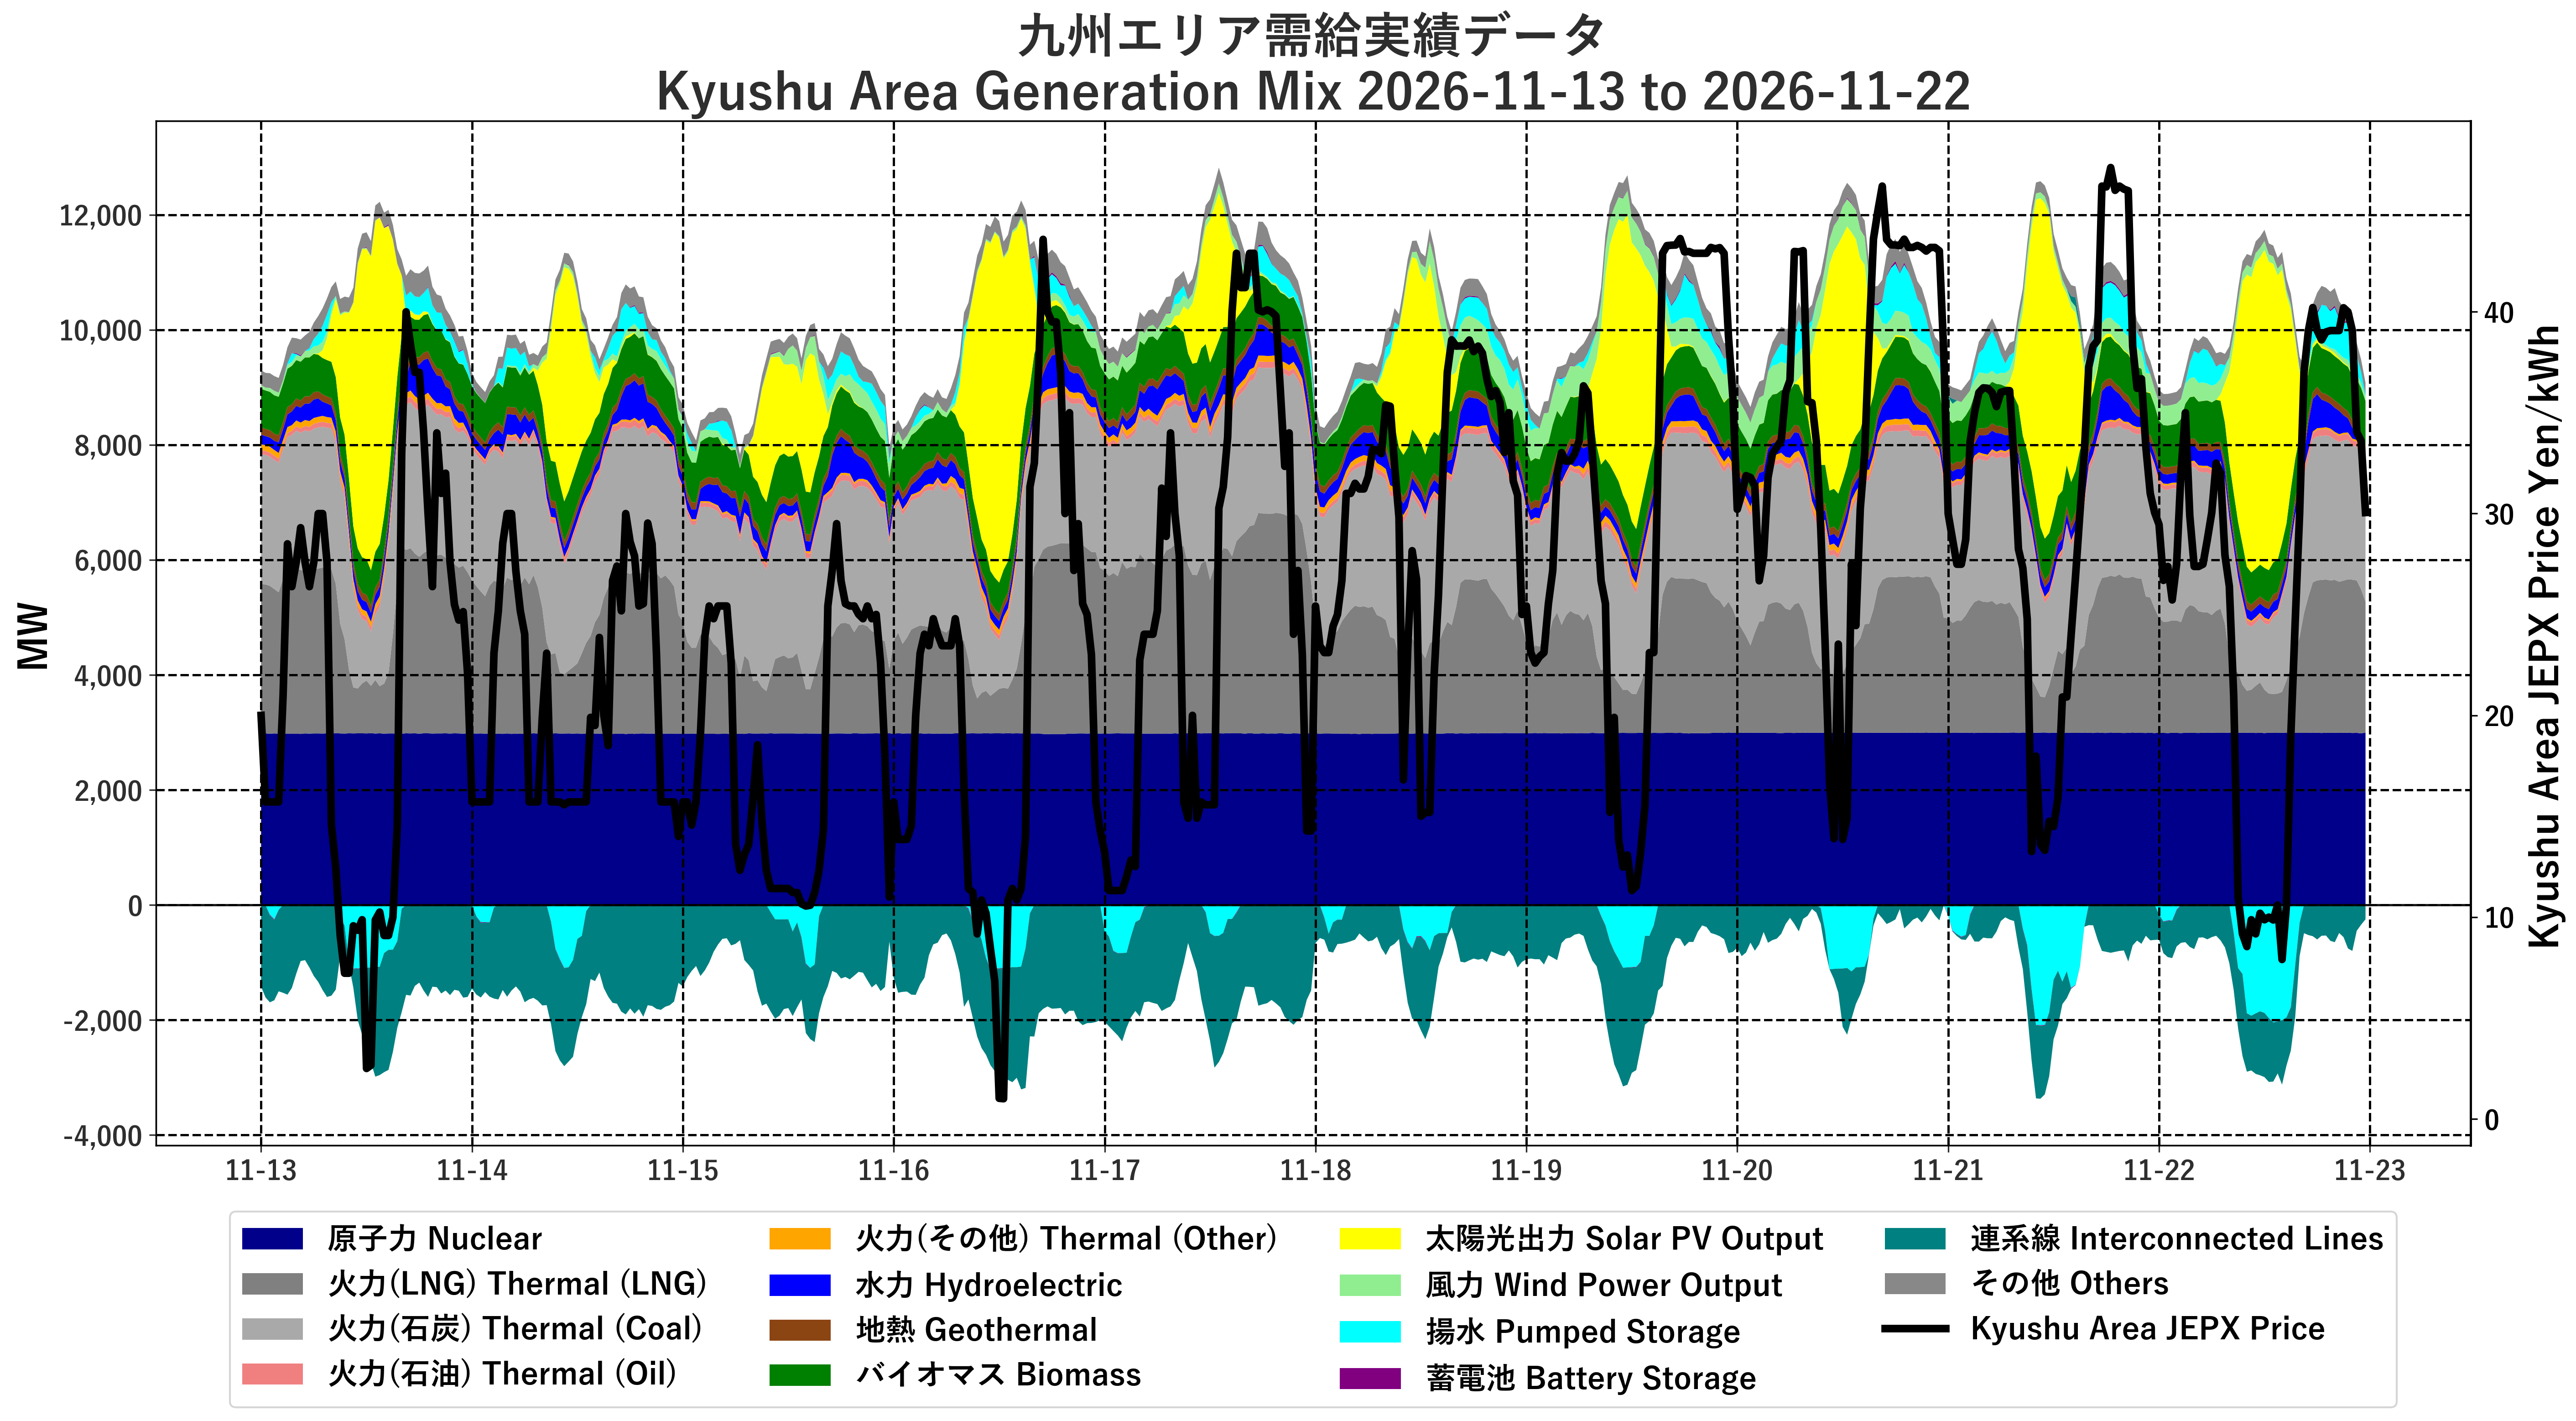 九州エリア需給実績データ
Kyushu Area Generation Mix 2026-11-13 to 2026-11-22
MW
12,000
10,000
8,000
6,000
4,000
2,000
0
-2,000
-4,000
40
30
20
10
0
Kyushu Area JEPX Price Yen/kWh
11-13 11-14 11-15 11-16 11-17 11-18 11-19 11-20 11-21 11-22 11-23
原子力 Nuclear
火力(LNG) Thermal (LNG)
火力(石炭) Thermal (Coal)
火力(石油) Thermal (Oil)
火力(その他) Thermal (Other)
水力 Hydroelectric
地熱 Geothermal
バイオマス Biomass
太陽光出力 Solar PV Output
風力 Wind Power Output
揚水 Pumped Storage
蓄電池 Battery Storage
連系線 Interconnected Lines
その他 Others
Kyushu Area JEPX Price